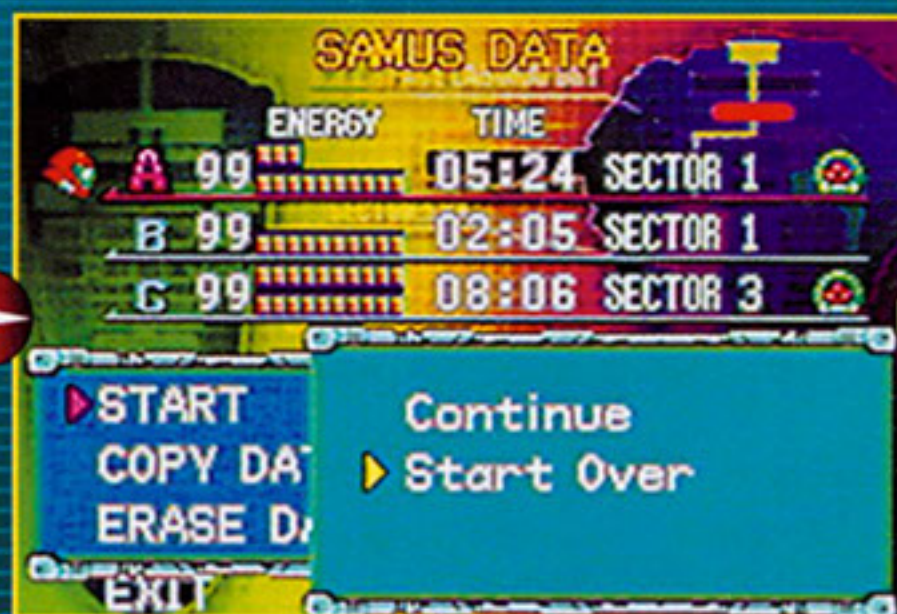 SAMUS DATA
ENERGY TIME
A 99 05:24 SECTOR 1
B 99 02:05 SECTOR 1
C 99 08:06 SECTOR 3
START
COPY DAT
ERASE DA
EXIT
Continue
Start Over